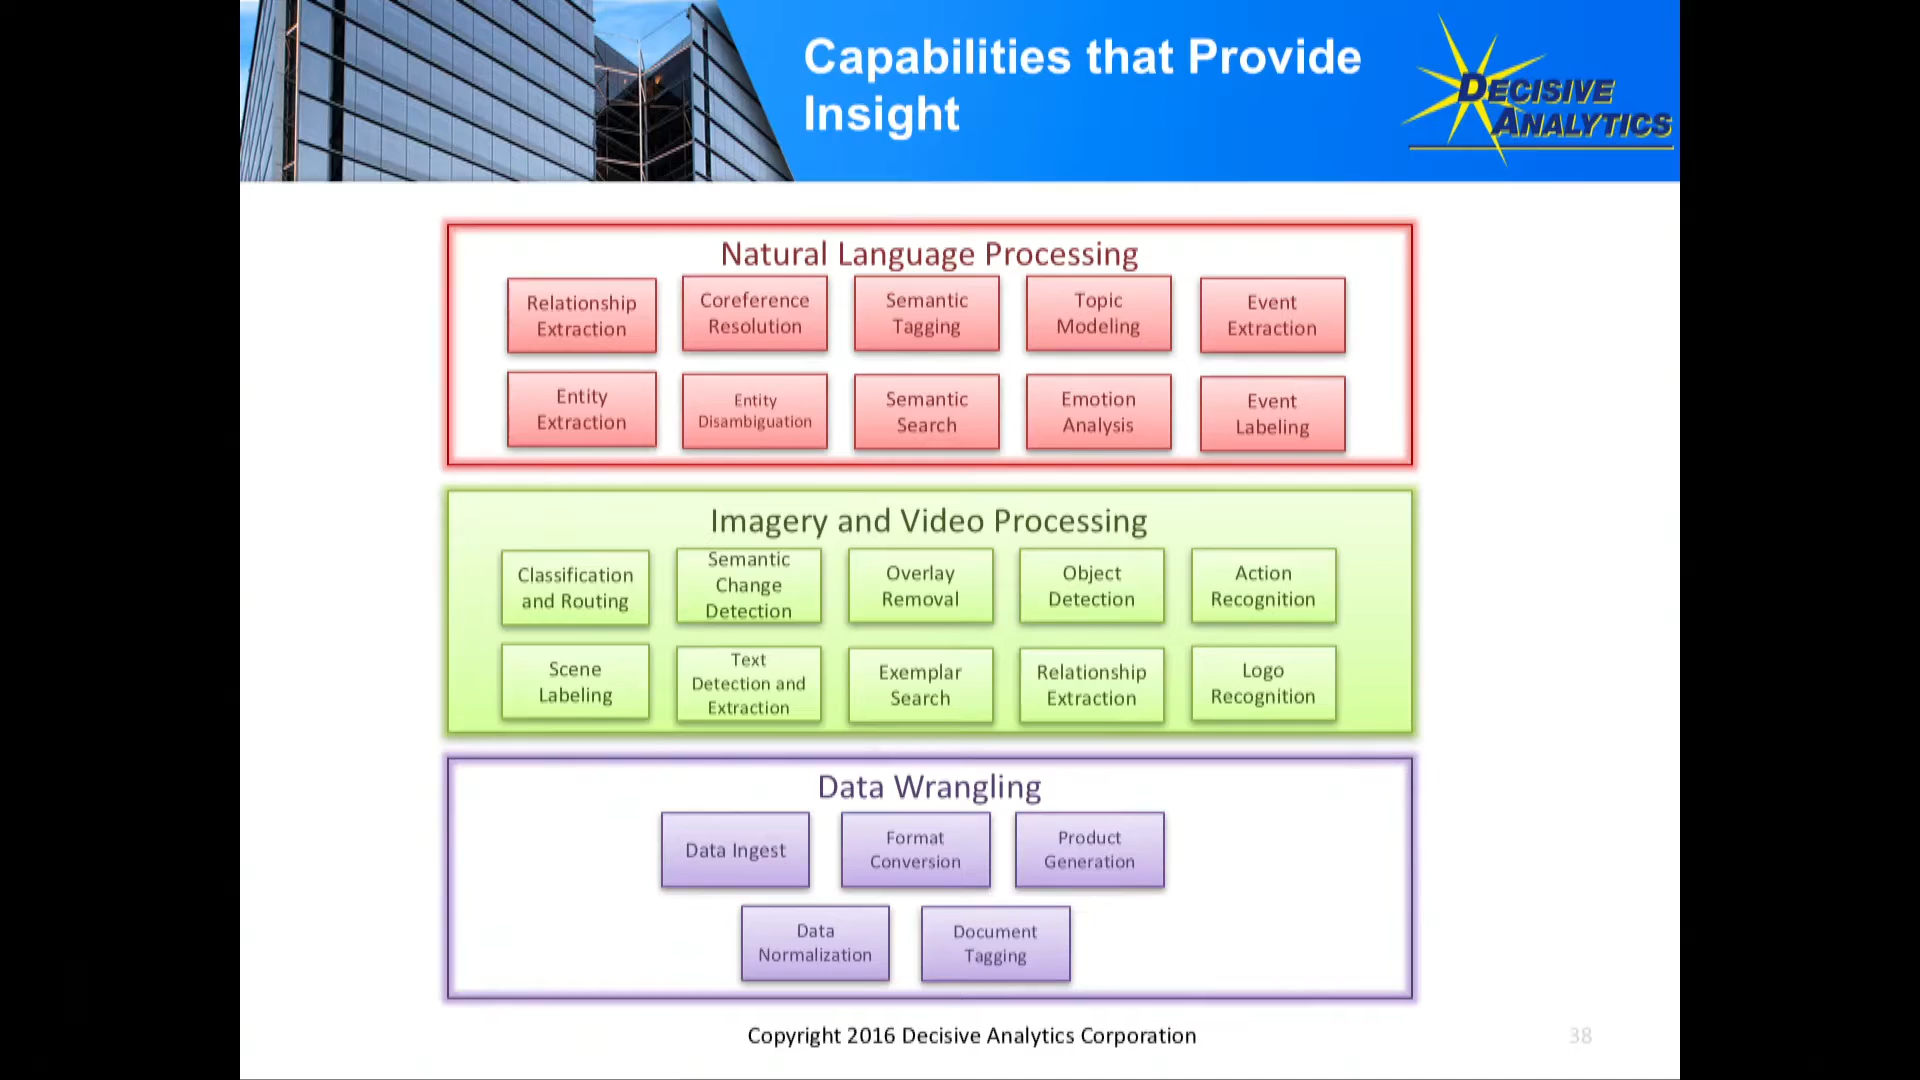 Capabilities that Provide
Insight
DECISIVE
ANALYTICS
Natural Language Processing
Relationship
Extraction
Coreference
Resolution
Semantic
Tagging
Topic
Modeling
Event
Extraction
Entity
Extraction
Entity
Disambiguation
Semantic
Search
Emotion
Analysis
Event
Labeling
Imagery and Video Processing
Classification
and Routing
Semantic
Change
Detection
Overlay
Removal
Object
Detection
Action
Recognition
Scene
Labeling
Text
Detection and
Extraction
Exemplar
Search
Relationship
Extraction
Logo
Recognition
Data Wrangling
Data Ingest
Format
Conversion
Product
Generation
Data
Normalization
Document
Tagging
Copyright 2016 Decisive Analytics Corporation
38